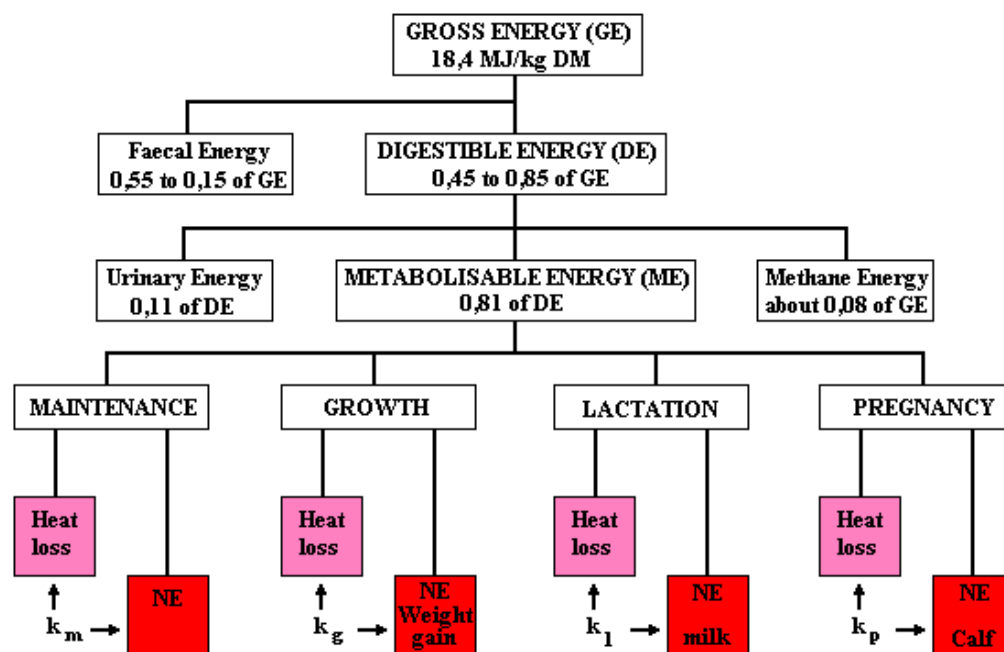 GROSS ENERGY (GE)
18,4 MJ/kg DM
Faecal Energy
0,55 to 0,15 of GE
DIGESTIBLE ENERGY (DE)
0,45 to 0,85 of GE
Urinary Energy
0,11 of DE
METABOLISABLE ENERGY (ME)
0,81 of DE
Methane Energy
about 0,08 of GE
MAINTENANCE
GROWTH
LACTATION
PREGNANCY
Heat
loss
Heat
loss
Heat
loss
Heat
loss
NE
NE
Weight
gain
NE
milk
NE
Calf
k m
k g
k l
k p